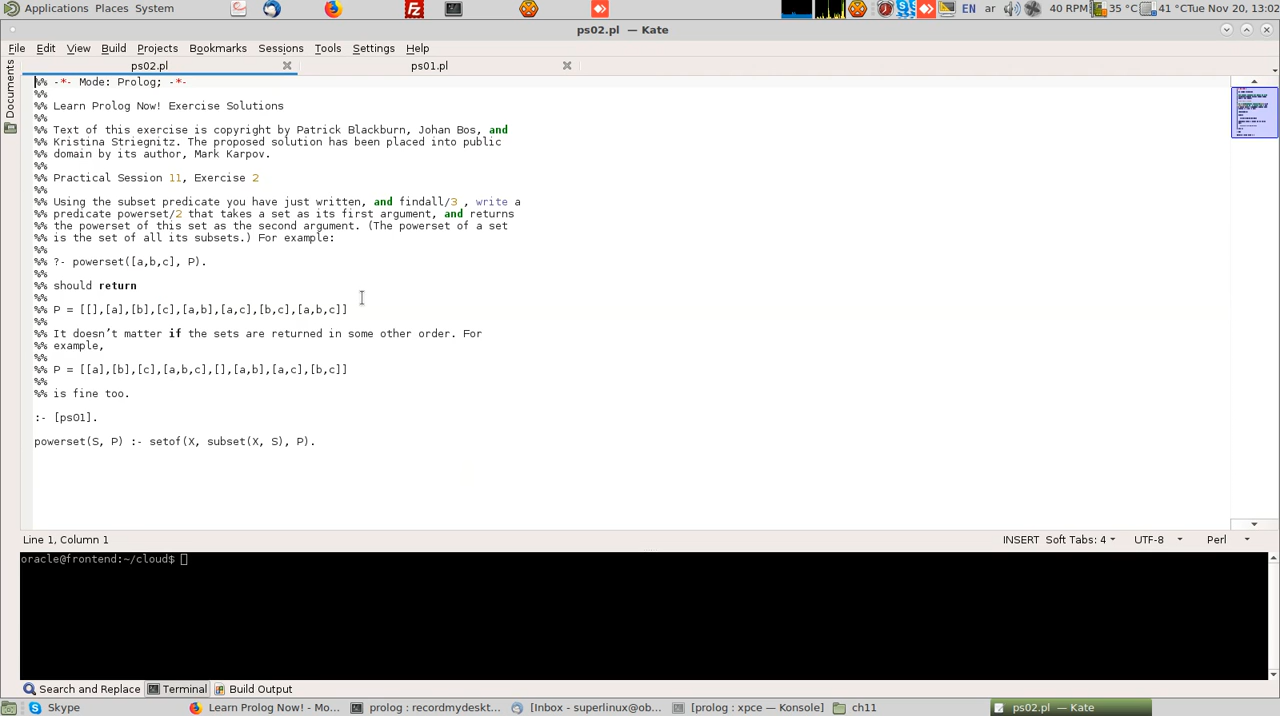 Applications Places System
EN ar 40 RPM 35 °C 41 °C Tue Nov 20, 13:02
ps02.pl — Kate
File Edit View Build Projects Bookmarks Sessions Tools Settings Help
ps02.pl ps01.pl
Documents
%% -*- Mode: Prolog; -*-
%%
%% Learn Prolog Now! Exercise Solutions
%%
%% Text of this exercise is copyright by Patrick Blackburn, Johan Bos, and
%% Kristina Striegnitz. The proposed solution has been placed into public
%% domain by its author, Mark Karpov.
%%
%% Practical Session 11, Exercise 2
%%
%% Using the subset predicate you have just written, and findall/3 , write a
%% predicate powerset/2 that takes a set as its first argument, and returns
%% the powerset of this set as the second argument. (The powerset of a set
%% is the set of all its subsets.) For example:
%%
%% ?- powerset([a,b,c], P).
%%
%% should return
%%
%% P = [[],[a],[b],[c],[a,b],[a,c],[b,c],[a,b,c]]
%%
%% It doesn’t matter if the sets are returned in some other order. For
%% example,
%%
%% P = [[a],[b],[c],[a,b,c],[],[a,b],[a,c],[b,c]]
%%
%% is fine too.
:- [ps01].
powerset(S, P) :- setof(X, subset(X, S), P).
Line 1, Column 1 INSERT Soft Tabs: 4 UTF-8 Perl
oracle@frontend:~/cloud$
Search and Replace Terminal Build Output
Skype Learn Prolog Now! - Mo... prolog : recordmydeskt... [Inbox - superlinux@ob... [prolog : xpce — Konsole] ch11 ps02.pl — Kate